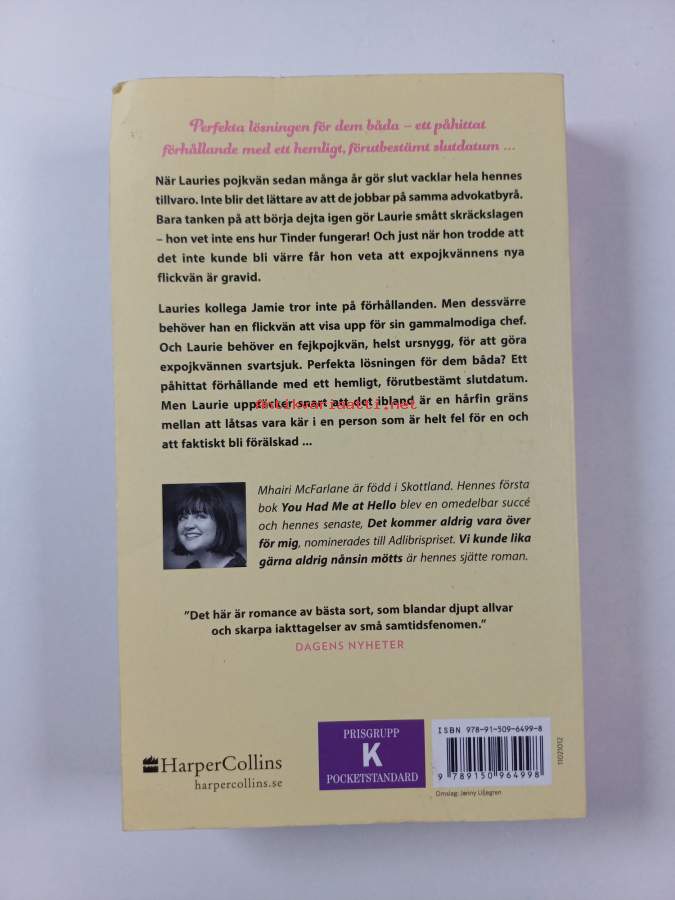 Perfekta lösningen för dem båda – ett påhittat
förhållande med ett hemligt, förutbestämt slutdatum ...
När Lauries pojkvän sedan många år gör slut vacklar hela hennes
tillvaro. Inte blir det lättare av att de jobbar på samma advokatbyrå.
Bara tanken på att börja dejta igen gör Laurie smått skräckslagen
– hon vet inte ens hur Tinder fungerar! Och just när hon trodde att
det inte kunde bli värre får hon veta att expojkvännens nya
flickvän är gravid.
Lauries kollega Jamie tror inte på förhållanden. Men dessvärre
behöver han en flickvän att visa upp för sin gammalmodiga chef.
Och Laurie behöver en fejkpojkvän, helst ursnygg, för att göra
expojkvännen svartsjuk. Perfekta lösningen för dem båda? Ett
påhittat förhållande med ett hemligt, förutbestämt slutdatum.
Men Laurie upptäcker snart att det ibland är en hårfin gräns
Antikvariaatti.net
mellan att låtsas vara kär i en person som är helt fel för en och
att faktiskt bli förälskad ...
Mhairi McFarlane är född i Skottland. Hennes första
bok You Had Me at Hello blev en omedelbar succé
och hennes senaste, Det kommer aldrig vara över
för mig, nominerades till Adlibrispriset. Vi kunde lika
gärna aldrig nånsin mötts är hennes sjätte roman.
”Det här är romance av bästa sort, som blandar djupt allvar
och skarpa iakttagelser av små samtidsfenomen.”
DAGENS NYHETER
HarperCollins
harpercollins.se
PRISGRUPP
K
POCKETSTANDARD
ISBN 978-91-509-6499-8
9 789150 964998
Omslag: Jenny Liljegren
11021012